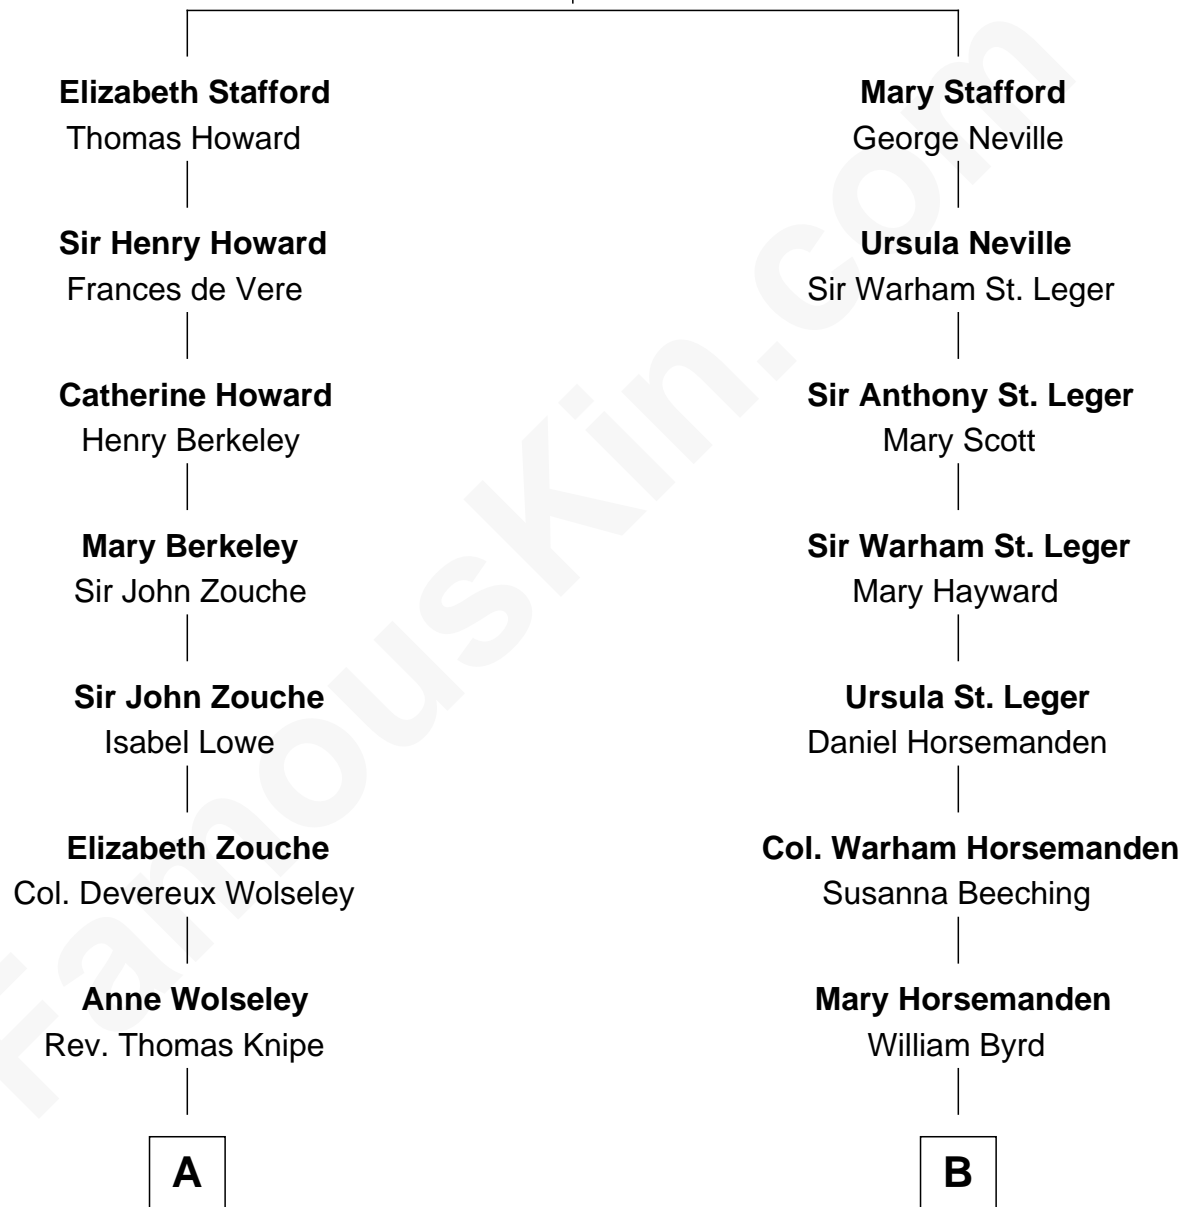 Elizabeth Stafford
Thomas Howard
Sir Henry Howard
Frances de Vere
Catherine Howard
Henry Berkeley
Mary Berkeley
Sir John Zouche
Sir John Zouche
Isabel Lowe
Elizabeth Zouche
Col. Devereux Wolseley
Anne Wolseley
Rev. Thomas Knipe
A
Mary Stafford
George Neville
Ursula Neville
Sir Warham St. Leger
Sir Anthony St. Leger
Mary Scott
Sir Warham St. Leger
Mary Hayward
Ursula St. Leger
Daniel Horsemanden
Col. Warham Horsemanden
Susanna Beeching
Mary Horsemanden
William Byrd
B
FamousKin.com